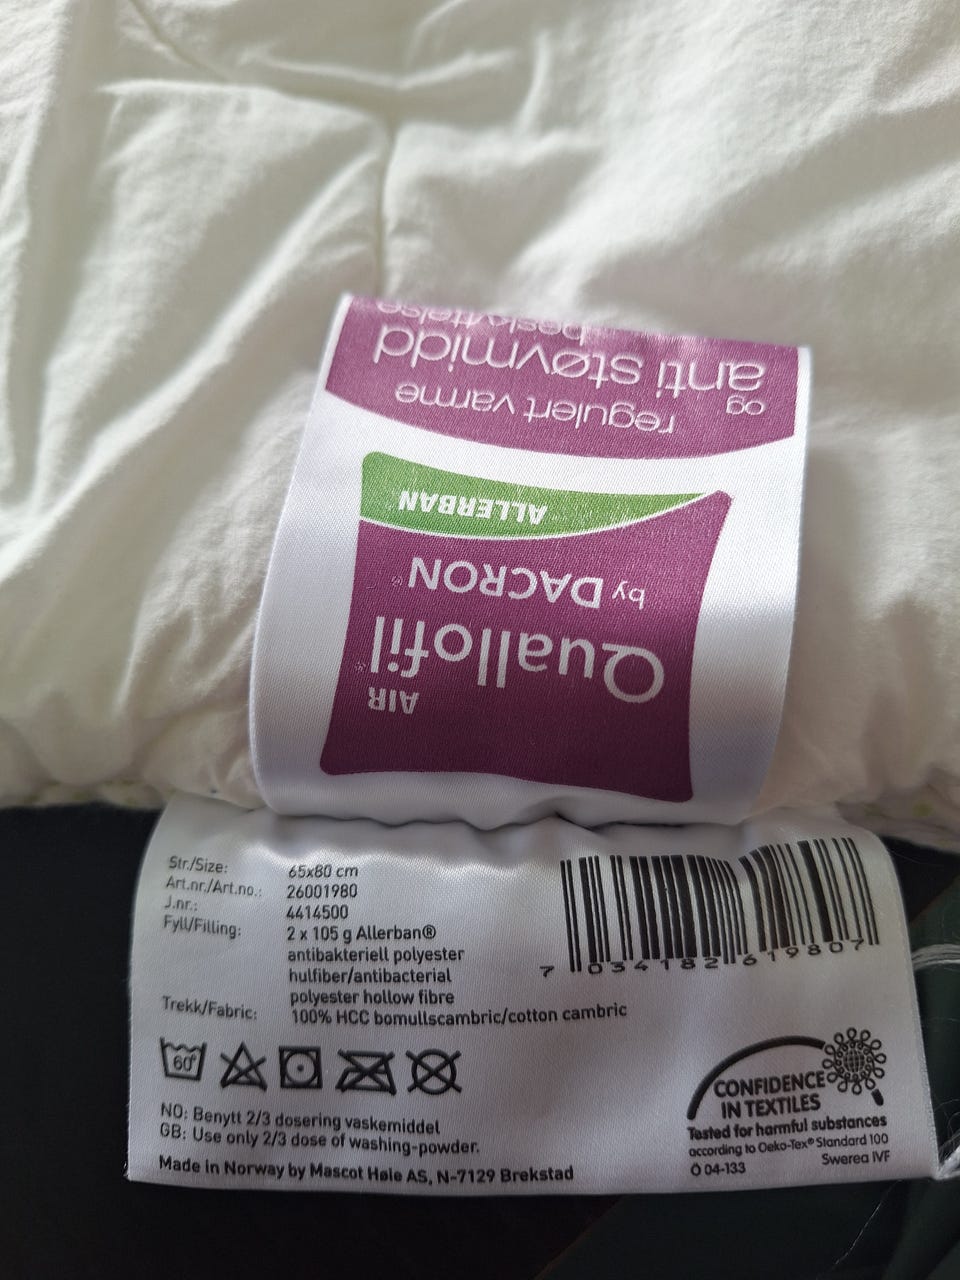 AIR
Quallofil®
by DACRON®
ALLERBAN
regulert varme
og
anti støvmidd
beskyttelse
Str./Size: 65x80 cm
Art.nr./Art.no.: 26001980
J.nr.: 4414500
Fyll/Filling: 2 x 105 g Allerban®
antibakteriell polyester
hulfiber/antibacterial
polyester hollow fibre
Trekk/Fabric: 100% HCC bomullscambric/cotton cambric
7 034182 619807
60°
NO: Benytt 2/3 dosering vaskemiddel
GB: Use only 2/3 dose of washing-powder.
Made in Norway by Mascot Høie AS, N-7129 Brekstad
CONFIDENCE
IN TEXTILES
Tested for harmful substances
according to Oeko-Tex® Standard 100
Ö 04-133 Swerea IVF